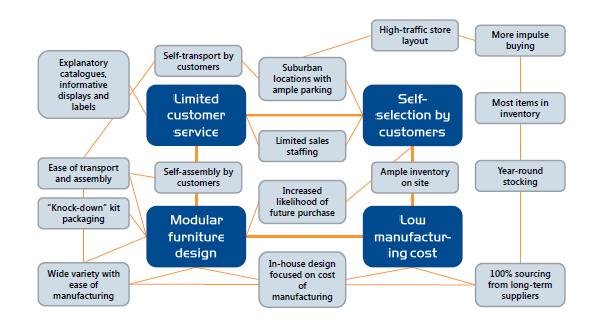 High-traffic store
layout
More impulse
buying
Self-transport by
customers
Explanatory
catalogues,
informative
displays and
labels
Suburban
locations with
ample parking
Limited
customer
service
Self-
selection by
customers
Most items in
inventory
Limited sales
staffing
Ease of transport
and assembly
Self-assembly by
customers
Ample inventory
on site
Year-round
stocking
Increased
likelihood of
future purchase
"Knock-down" kit
packaging
Modular
furniture
design
Low
manufactur-
ing cost
Wide variety with
ease of
manufacturing
In-house design
focused on cost
of
manufacturing
100% sourcing
from long-term
suppliers